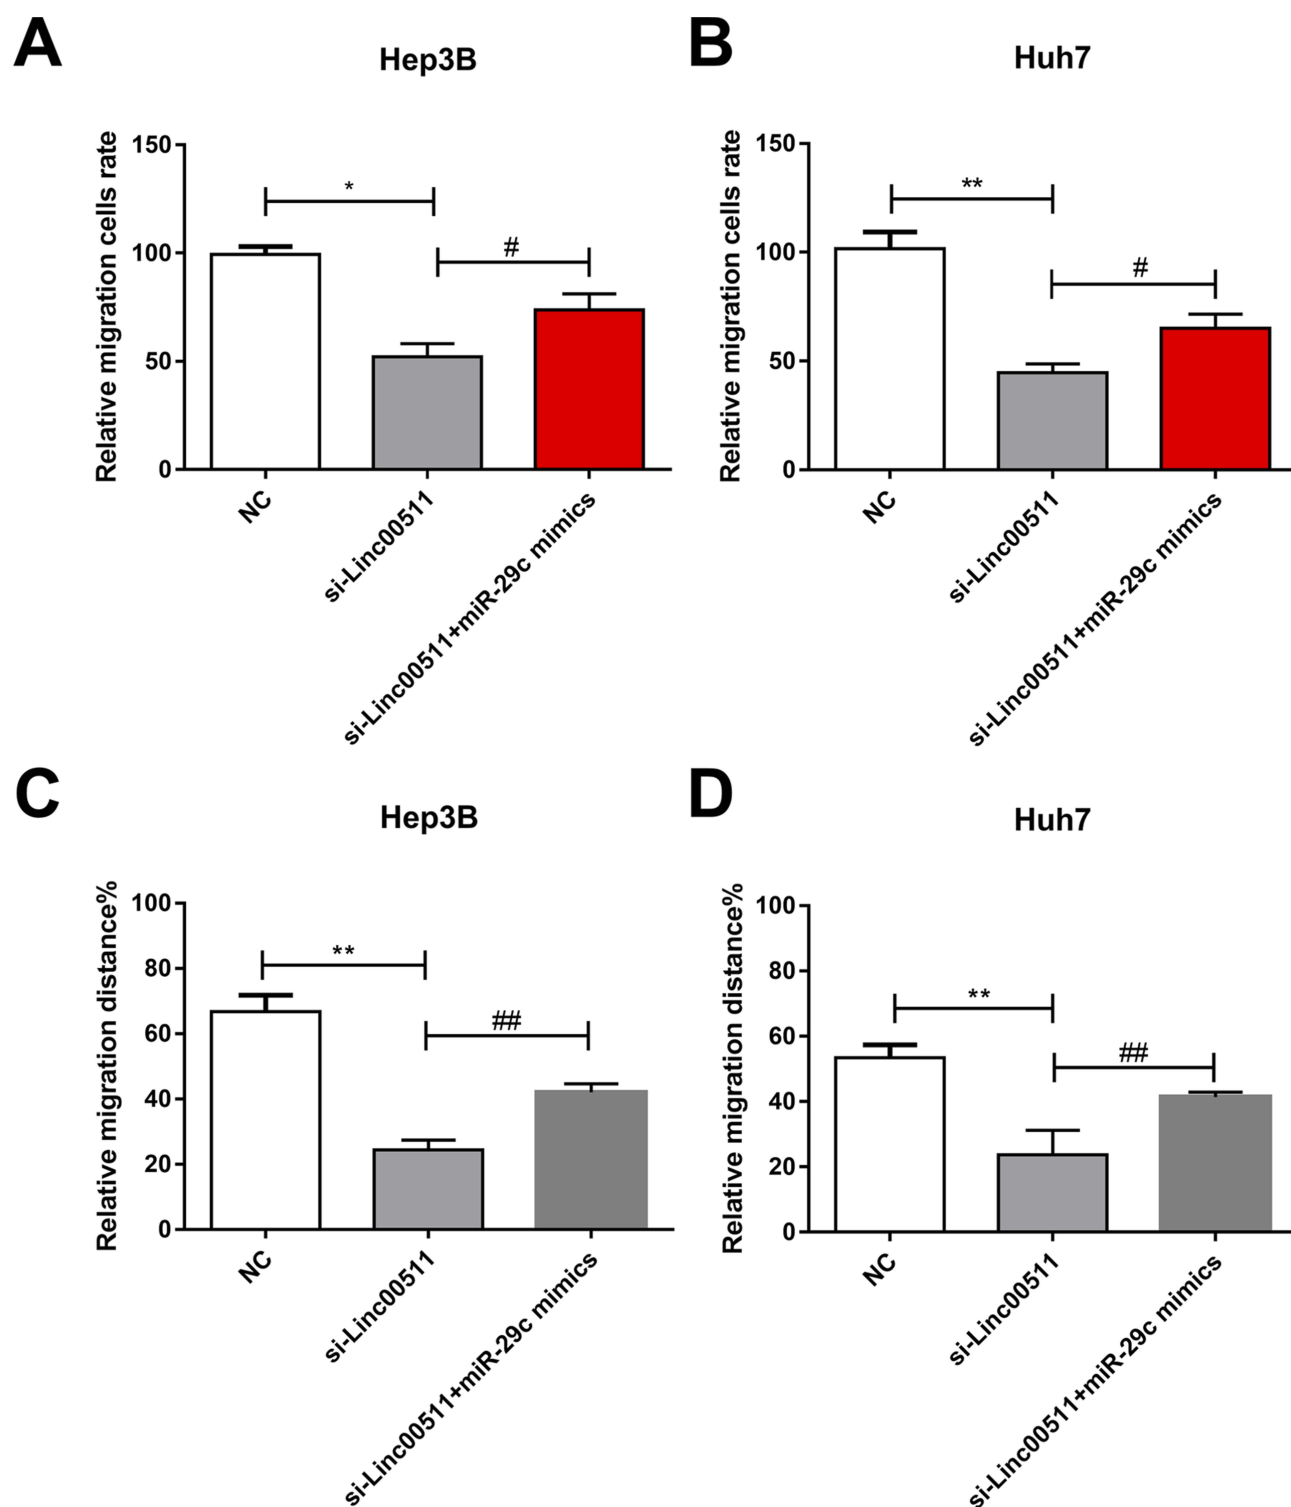 A
Hep3B
Relative migration cells rate
150
100
50
0
*
#
NC
si-Linc00511
si-Linc00511+miR-29c mimics
B
Huh7
Relative migration cells rate
150
100
50
0
**
#
NC
si-Linc00511
si-Linc00511+miR-29c mimics
C
Hep3B
Relative migration distance%
100
80
60
40
20
0
**
##
NC
si-Linc00511
si-Linc00511+miR-29c mimics
D
Huh7
Relative migration distance%
100
80
60
40
20
0
**
##
NC
si-Linc00511
si-Linc00511+miR-29c mimics